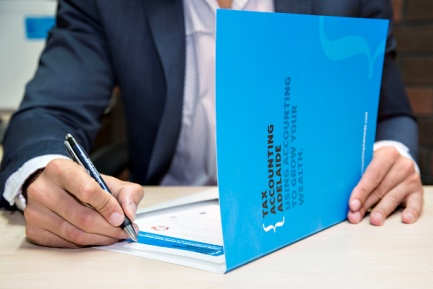 TAX
ACCOUNTING
ADELAIDE
USING ACCOUNTING
TO GROW YOUR
WEALTH.